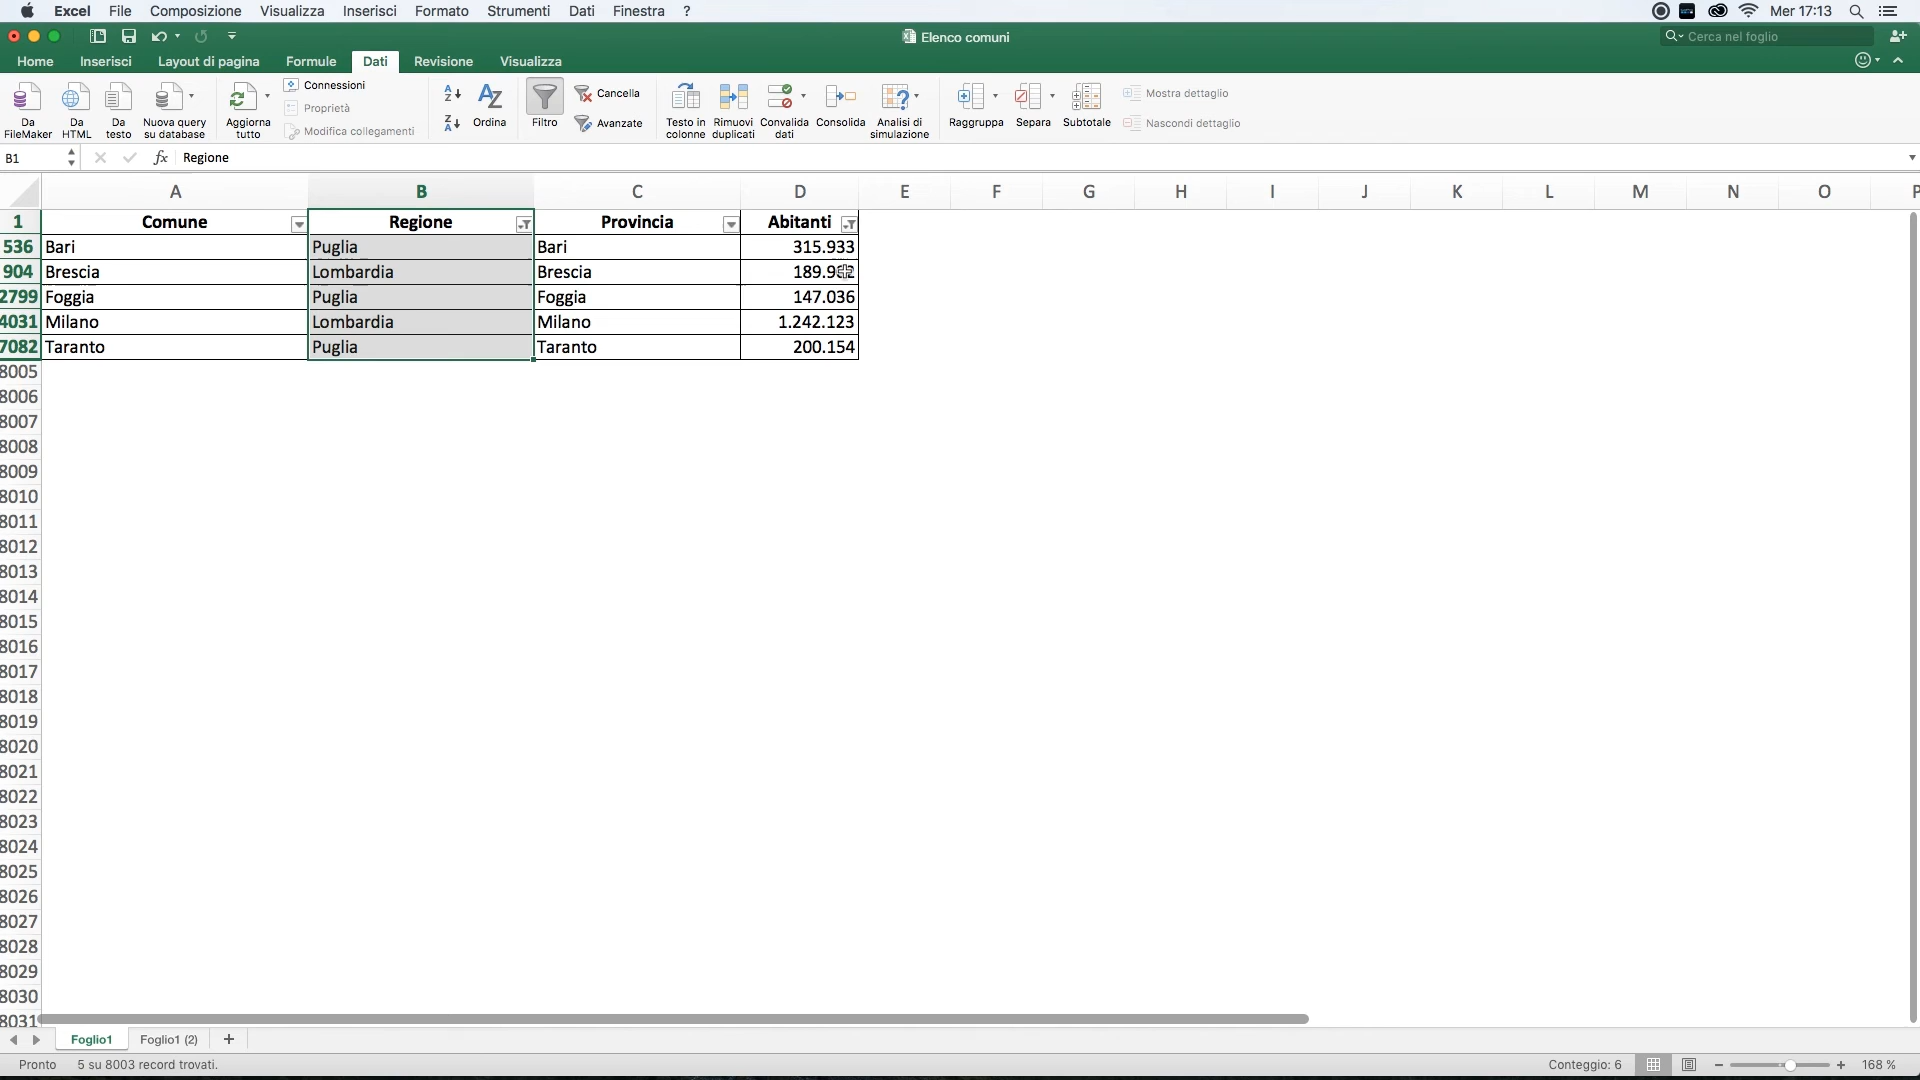 Excel File Composizione Visualizza Inserisci Formato Strumenti Dati Finestra ? Mer 17:13
Elenco comuni
Cerca nel foglio
Home Inserisci Layout di pagina Formule Dati Revisione Visualizza
Da FileMaker
Da HTML
Da testo
Nuova query su database
Aggiorna tutto
Connessioni
Proprietà
Modifica collegamenti
Ordina
Filtro
Cancella
Avanzate
Testo in colonne
Rimuovi duplicati
Convalida dati
Consolida
Analisi di simulazione
Raggruppa
Separa
Subtotale
Mostra dettaglio
Nascondi dettaglio
B1 fx Regione
A B C D E F G H I J K L M N O P
1 Comune Regione Provincia Abitanti
536 Bari Puglia Bari 315.933
904 Brescia Lombardia Brescia
2799 Foggia Puglia Foggia 147.036
4031 Milano Lombardia Milano 1.242.123
7082 Taranto Puglia Taranto 200.154
8005
8006
8007
8008
8009
8010
8011
8012
8013
8014
8015
8016
8017
8018
8019
8020
8021
8022
8023
8024
8025
8026
8027
8028
8029
8030
8031
Foglio1 Foglio1 (2) +
Pronto 5 su 8003 record trovati. Conteggio: 6 168 %